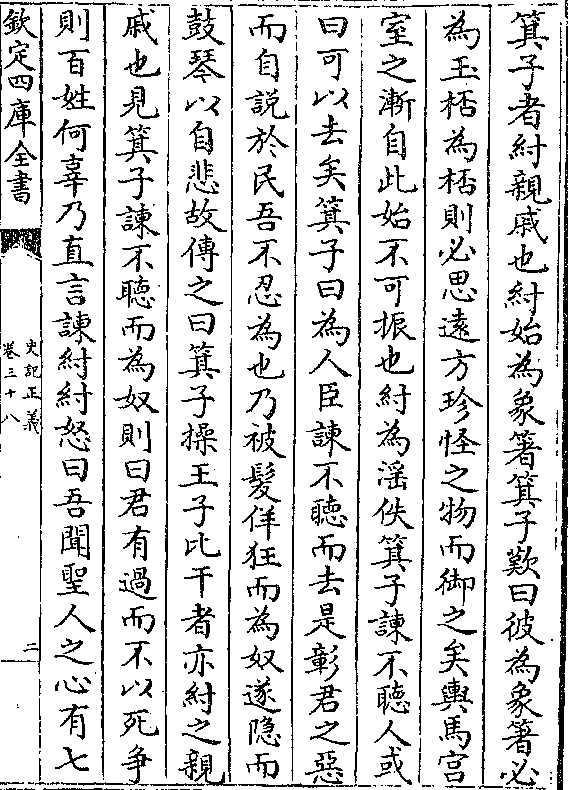 箕子者紂親戚也紂始為象箸箕子歎曰彼為象箸必
為玉桮為桮則必思遠方珍怪之物而御之矣輿馬宫
室之漸自此始不可振也紂為滛佚箕子諫不聽人或
曰可以去矣箕子曰為人臣諫不聽而去是彰君之惡
而自説於民吾不忍為也乃被髮佯狂而為奴遂隐而
鼓琴以自悲故傳之曰箕子操王子比干者亦紂之親
戚也見箕子諫不聽而為奴則曰君有過而不以死争
則百姓何辜乃直言諫紂紂怒曰吾聞聖人之心有七
欽定四庫全書
史記正義
卷三十八
二